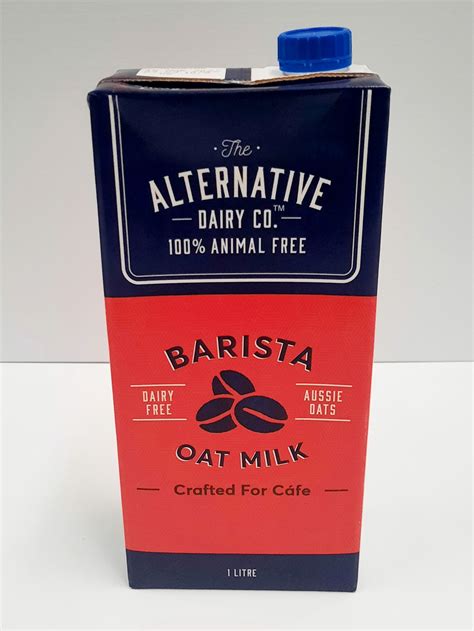 The
ALTERNATIVE
DAIRY CO.™
100% ANIMAL FREE
BARISTA
DAIRY FREE
AUSSIE OATS
OAT MILK
Crafted For Cáfe
1 LITRE